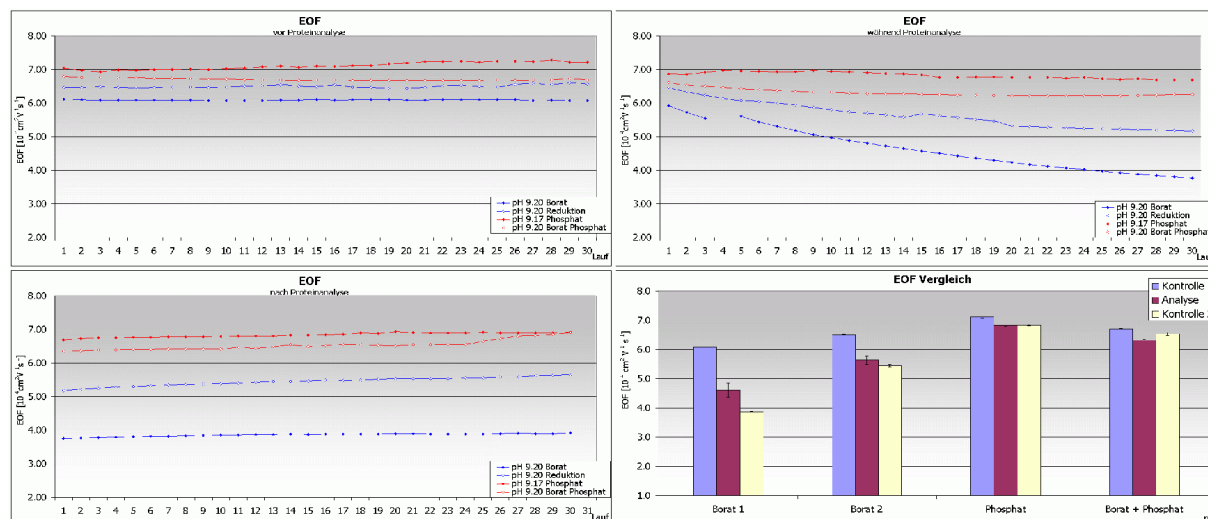 EOF
vor Proteinanalyse
8.00
7.00
6.00
5.00
4.00
3.00
2.00
pH 9.20 Borat
pH 9.20 Reduktion
pH 9.17 Phosphat
pH 9.20 Borat Phosphat
1 2 3 4 5 6 7 8 9 10 11 12 13 14 15 16 17 18 19 20 21 22 23 24 25 26 27 28 29 30
Lauf
EOF
während Proteinanalyse
8.00
7.00
6.00
5.00
4.00
3.00
2.00
pH 9.20 Borat
pH 9.20 Reduktion
pH 9.17 Phosphat
pH 9.20 Borat Phosphat
1 2 3 4 5 6 7 8 9 10 11 12 13 14 15 16 17 18 19 20 21 22 23 24 25 26 27 28 29 30
Lauf
EOF
nach Proteinanalyse
8.00
7.00
6.00
5.00
4.00
3.00
2.00
pH 9.20 Borat
pH 9.20 Reduktion
pH 9.17 Phosphat
pH 9.20 Borat Phosphat
1 2 3 4 5 6 7 8 9 10 11 12 13 14 15 16 17 18 19 20 21 22 23 24 25 26 27 28 29 30 31
Lauf
EOF Vergleich
8.0
7.0
6.0
5.0
4.0
3.0
2.0
1.0
Kontrolle
Analyse
Kontrolle
Borat 1 Borat 2 Phosphat Borat + Phosphat